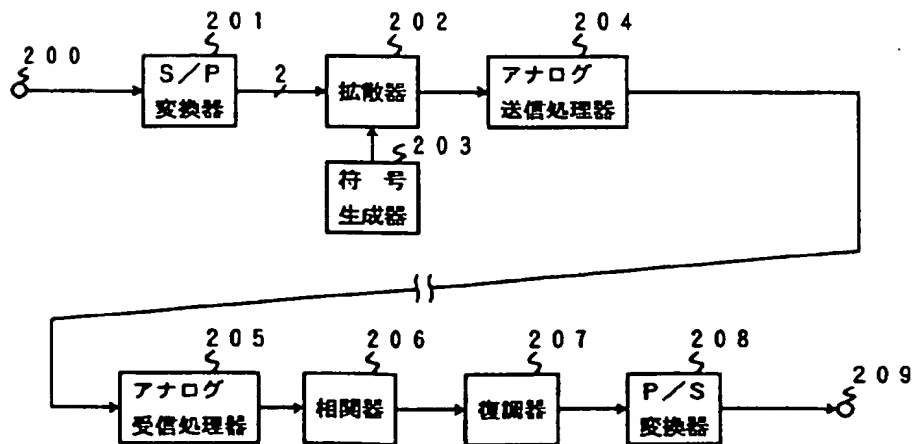 200
201
202
204
S/P
変換器
2
拡散器
アナログ
送信処理器
203
符 号
生成器
205
206
207
208
209
アナログ
受信処理器
相関器
復調器
P/S
変換器